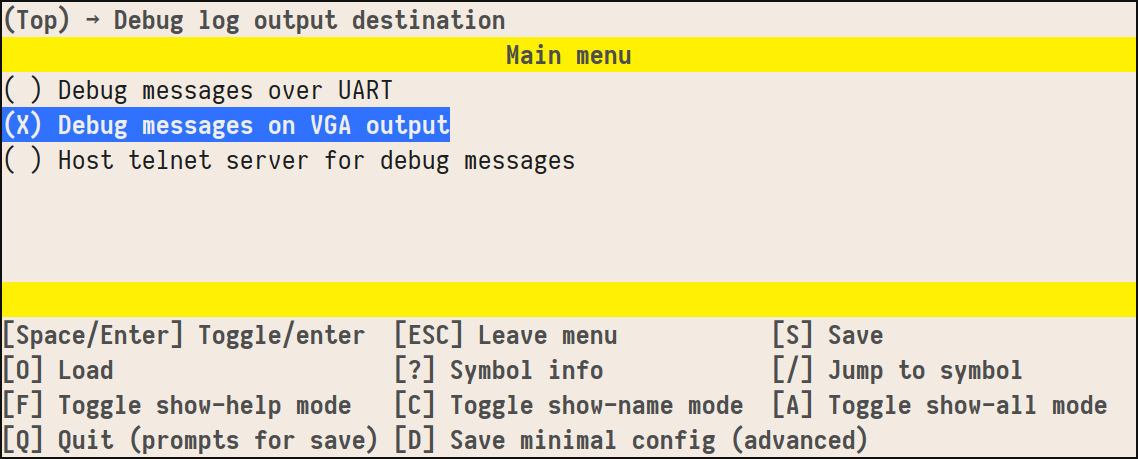 (Top) → Debug log output destination
Main menu
( ) Debug messages over UART
(X) Debug messages on VGA output
( ) Host telnet server for debug messages
[Space/Enter] Toggle/enter [ESC] Leave menu [S] Save
[O] Load [?] Symbol info [/] Jump to symbol
[F] Toggle show-help mode [C] Toggle show-name mode [A] Toggle show-all mode
[Q] Quit (prompts for save) [D] Save minimal config (advanced)